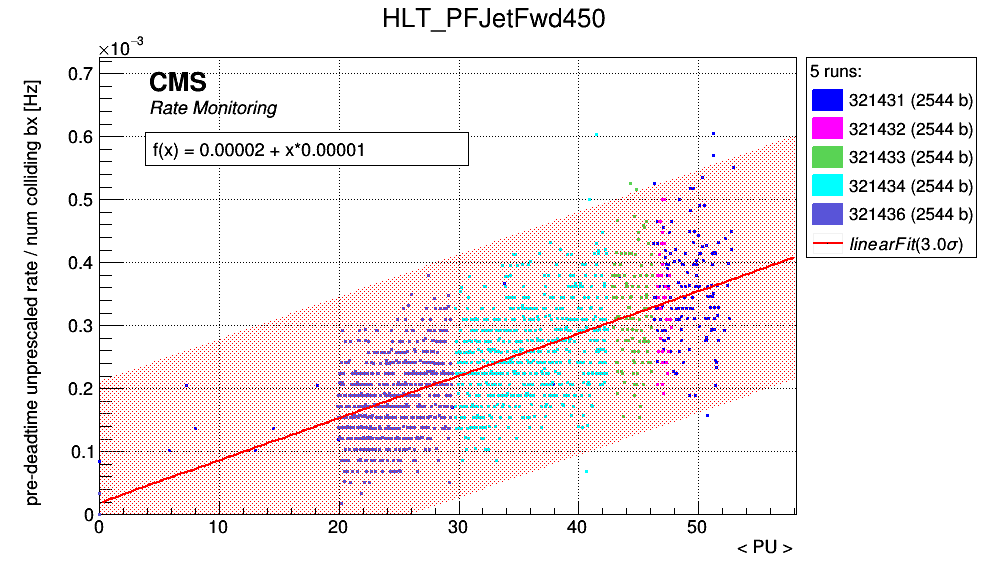 HLT_PFJetFwd450
×10⁻³
CMS
Rate Monitoring
f(x) = 0.00002 + x*0.00001
pre-deadtime unprescaled rate / num colliding bx [Hz]
0.7
0.6
0.5
0.4
0.3
0.2
0.1
0
0 10 20 30 40 50
< PU >
5 runs:
321431 (2544 b)
321432 (2544 b)
321433 (2544 b)
321434 (2544 b)
321436 (2544 b)
linearFit(3.0σ)